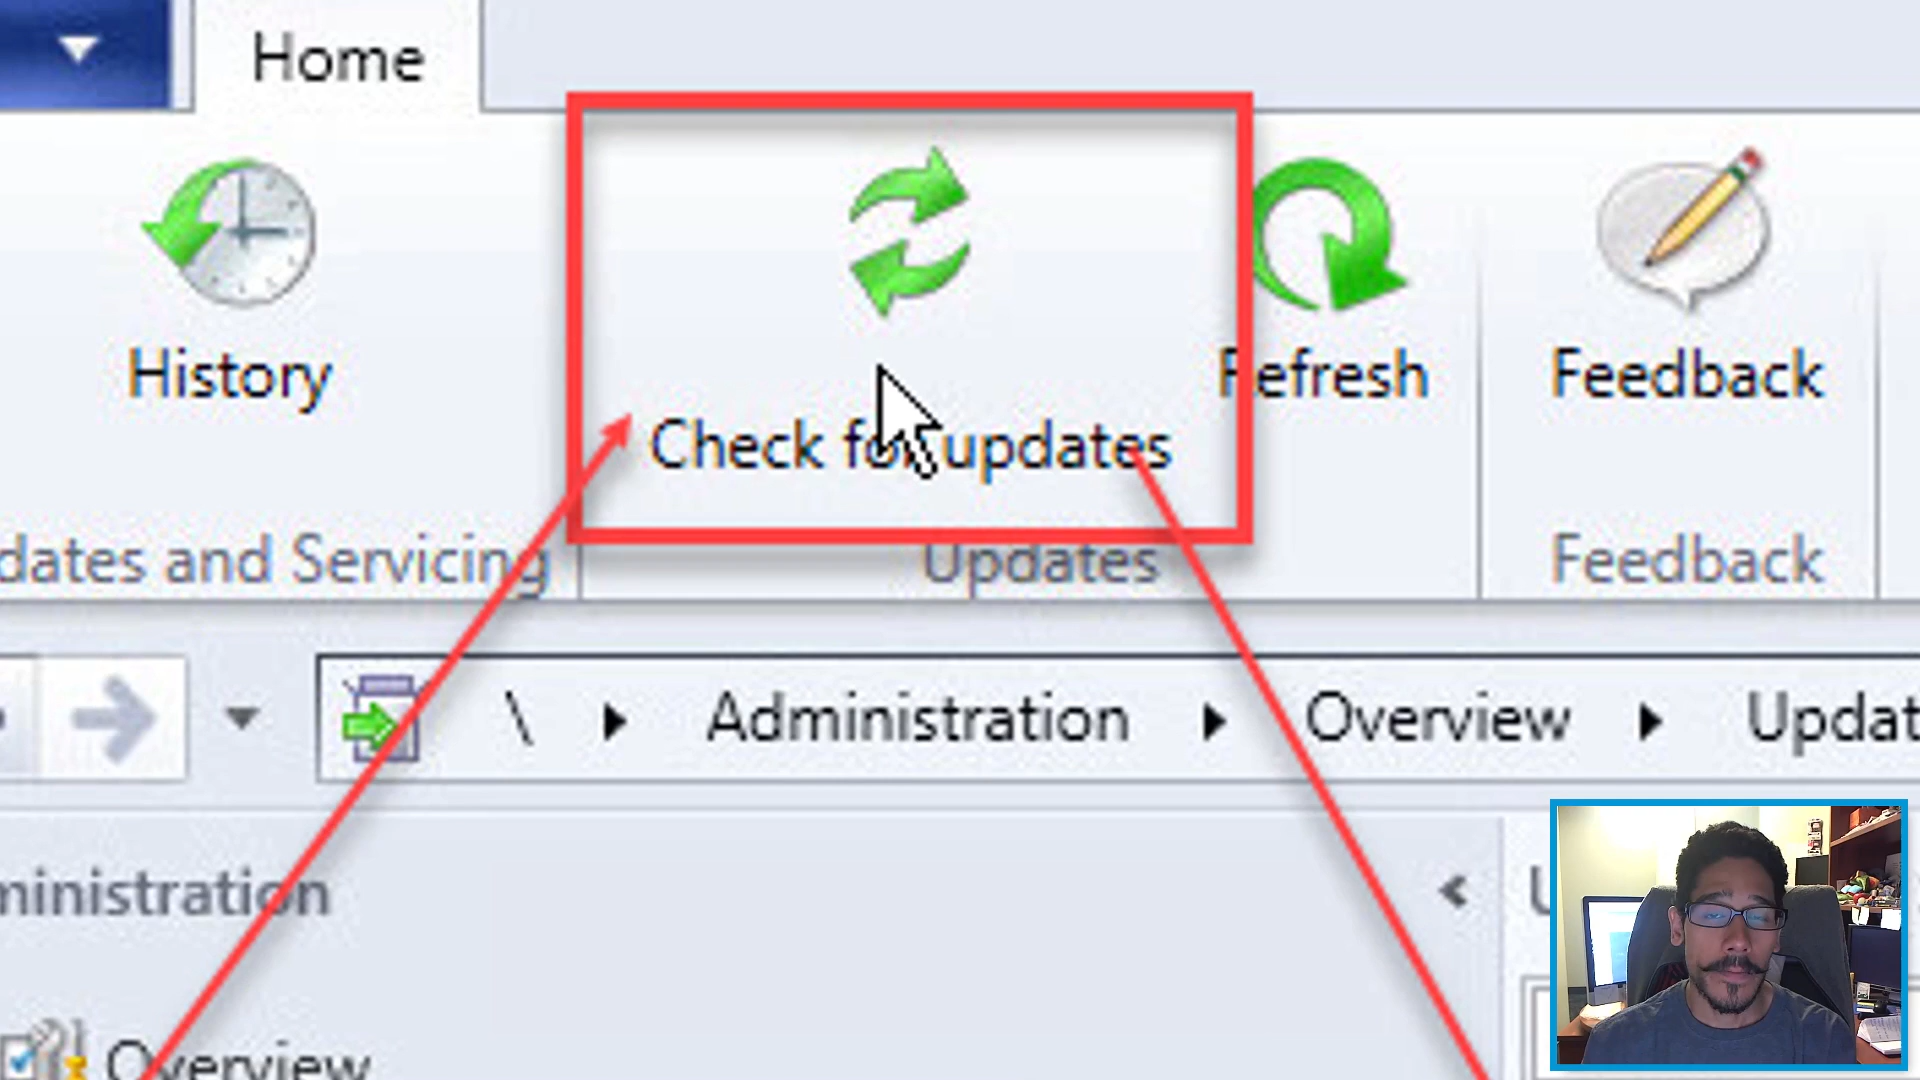 Home
History
Check for updates
Refresh
Feedback
dates and Servicing
Updates
Feedback
\ Administration Overview Updat
ministration
Overview